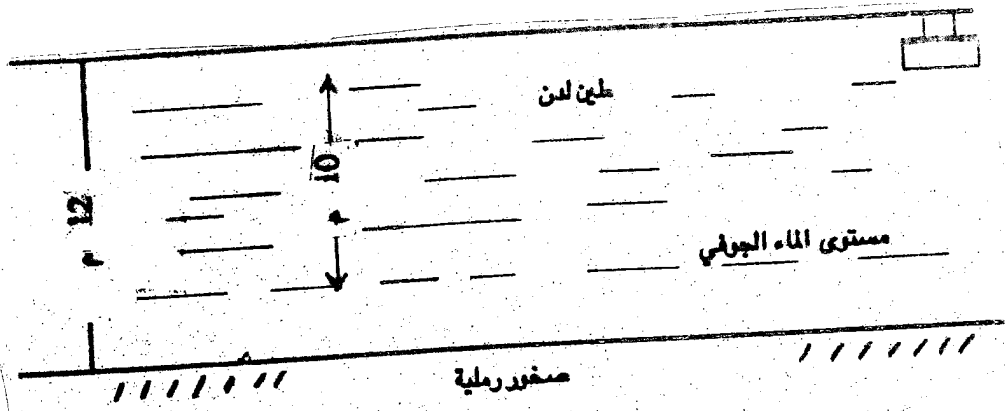 طين لدن
10 م
12 م
مستوى الماء الجوفي
صخور رملية